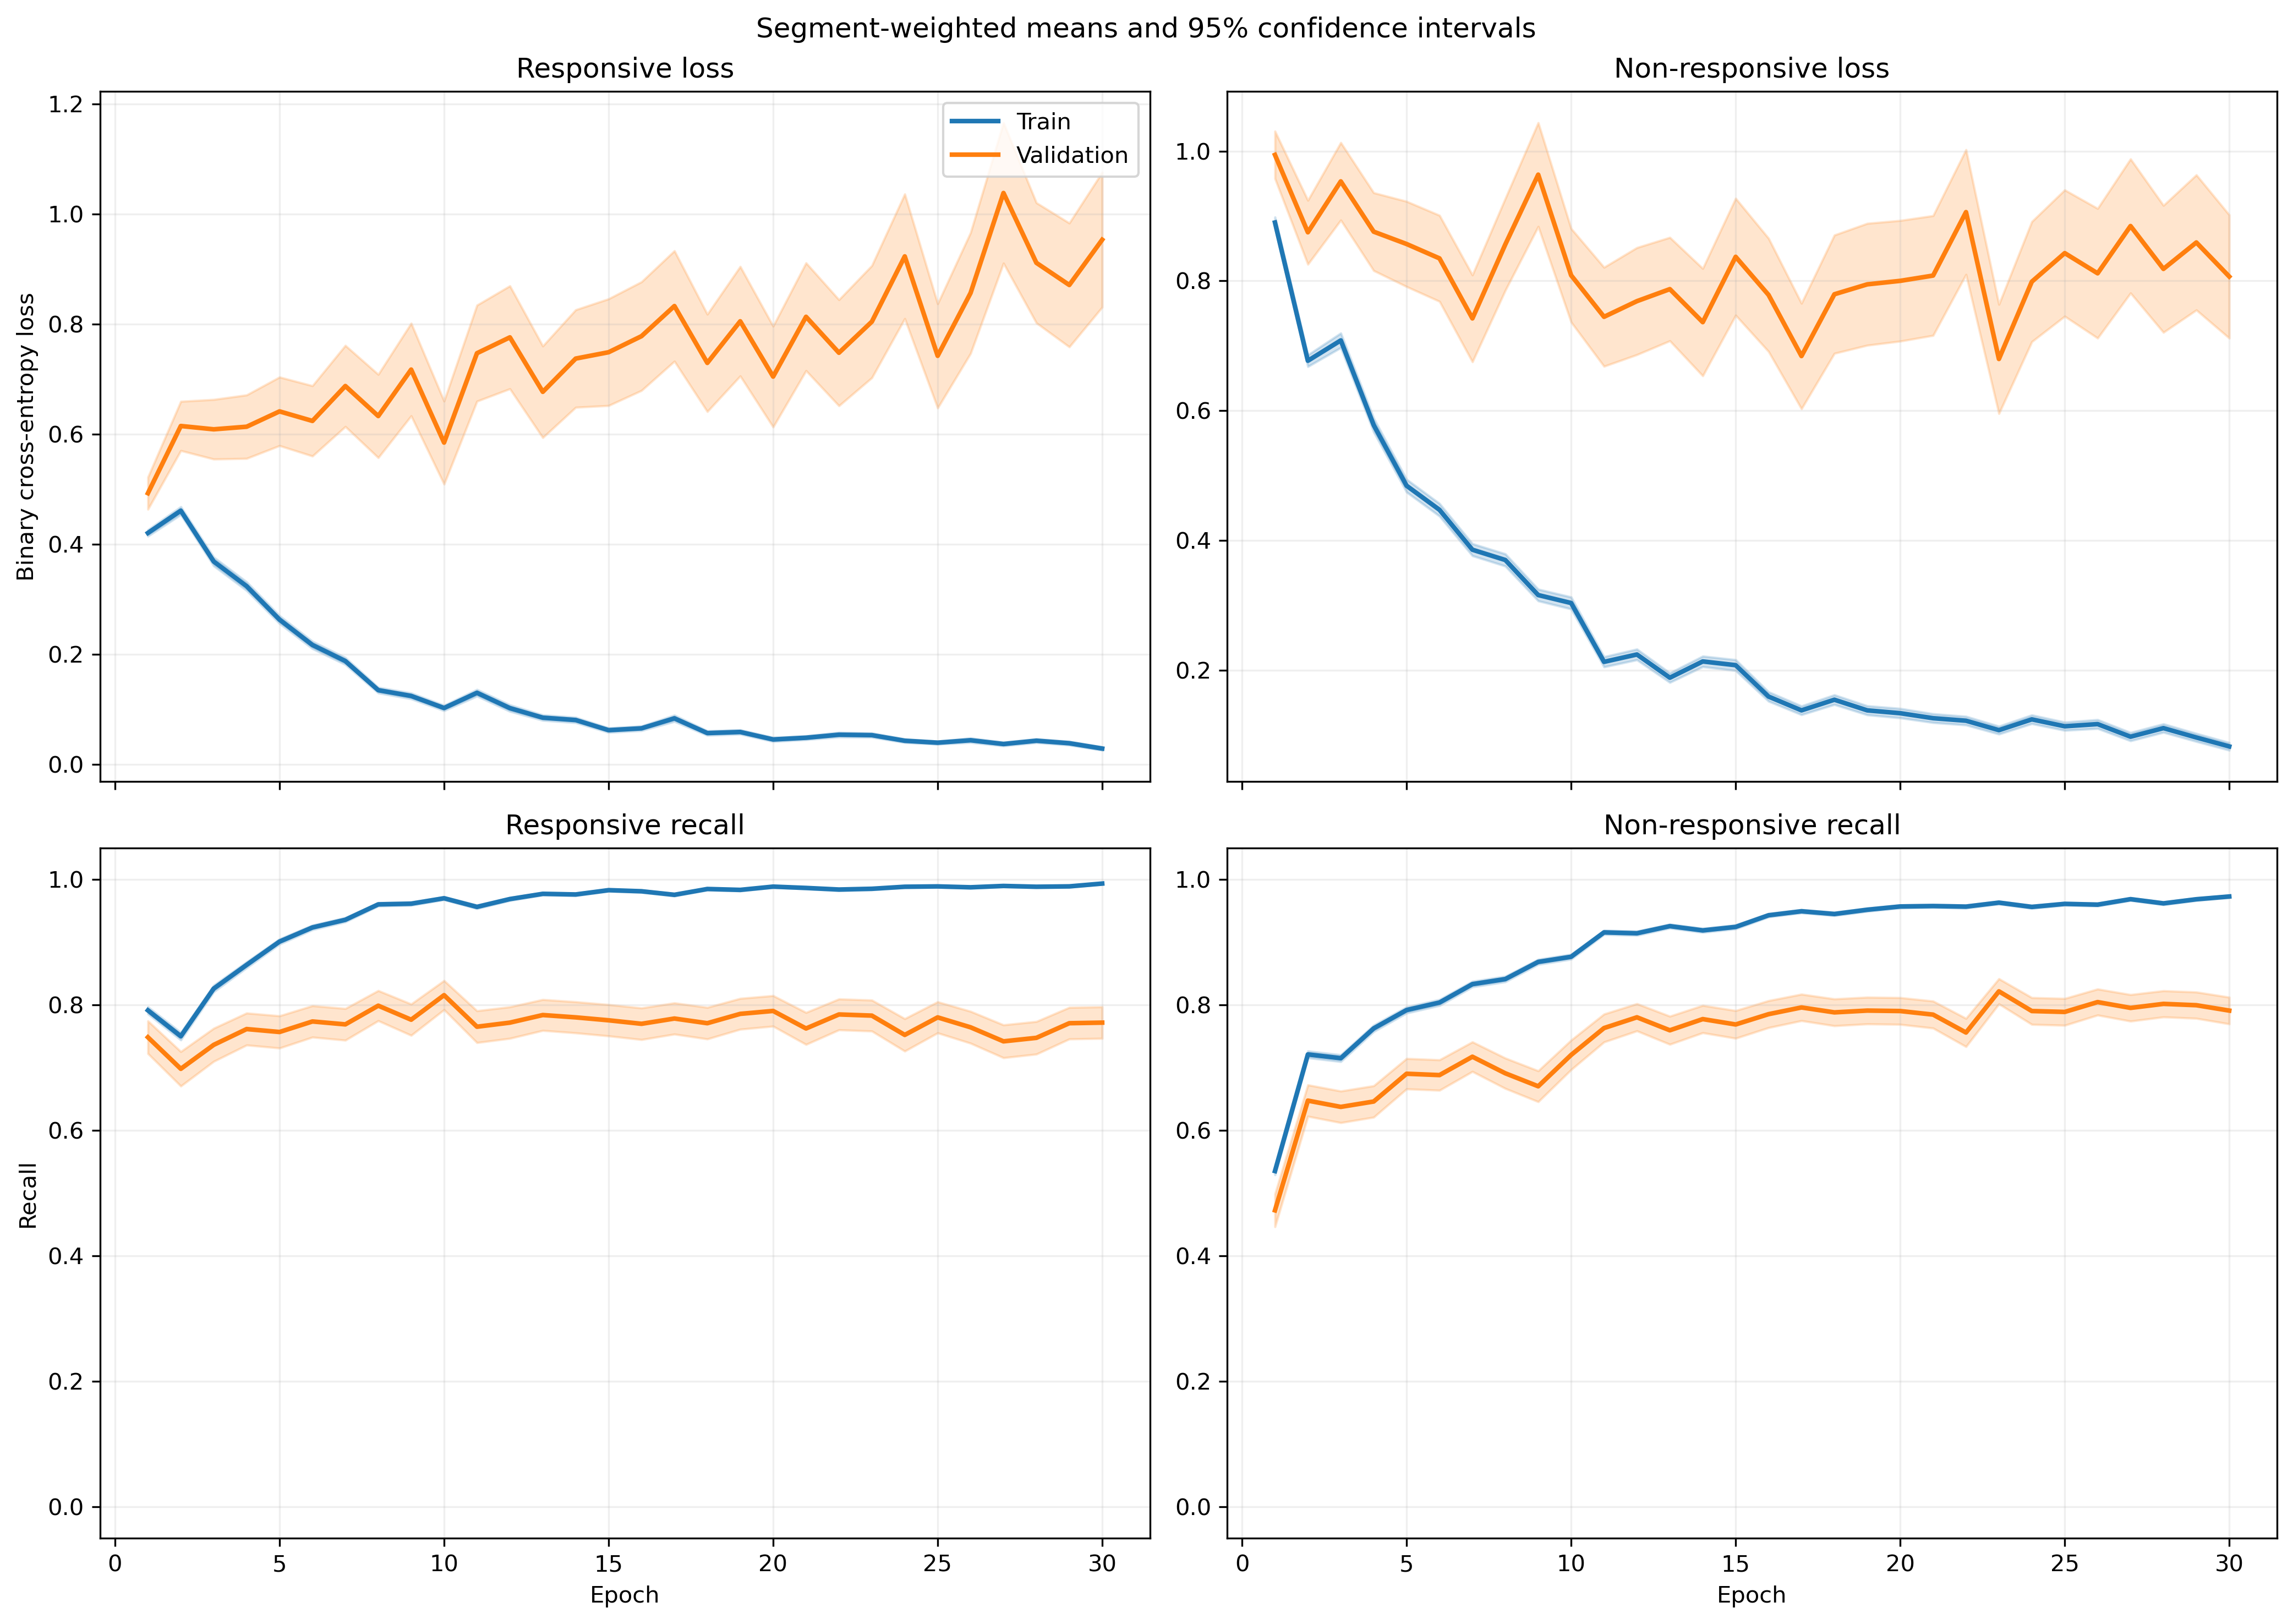 Segment-weighted means and 95% confidence intervals
Responsive loss
Non-responsive loss
Binary cross-entropy loss
1.2
1.0
0.8
0.6
0.4
0.2
0.0
Train
Validation
1.0
0.8
0.6
0.4
0.2
Responsive recall
Non-responsive recall
Recall
1.0
0.8
0.6
0.4
0.2
0.0
0 5 10 15 20 25 30
Epoch
1.0
0.8
0.6
0.4
0.2
0.0
0 5 10 15 20 25 30
Epoch